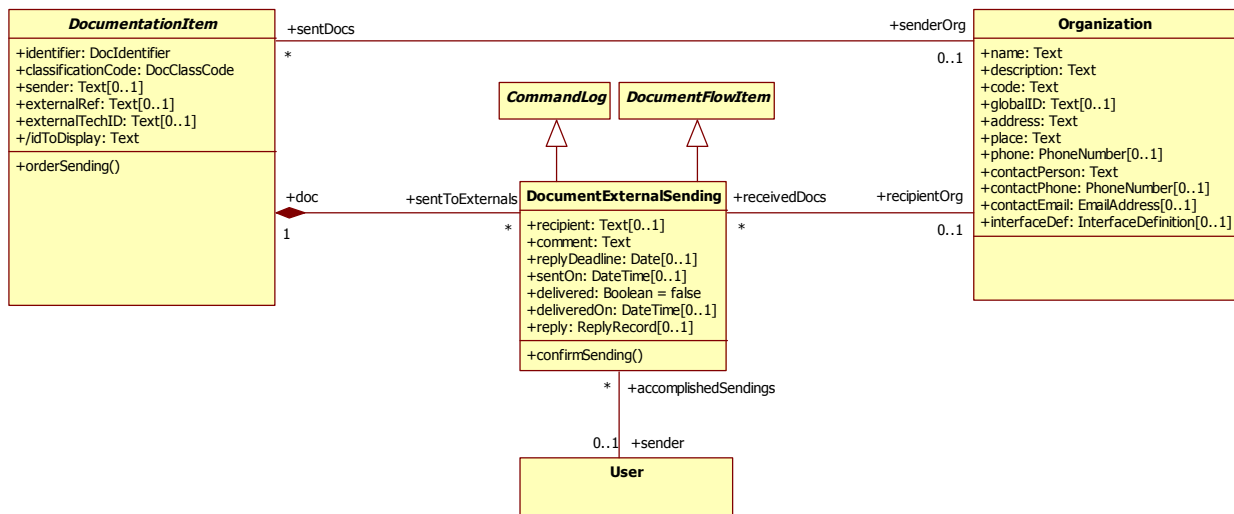 DocumentationItem
+identifier: DocIdentifier
+classificationCode: DocClassCode
+sender: Text[0..1]
+externalRef: Text[0..1]
+externalTechID: Text[0..1]
+/idToDisplay: Text
+orderSending()
+sentDocs
*
+senderOrg
0..1
Organization
+name: Text
+description: Text
+code: Text
+globalID: Text[0..1]
+address: Text
+place: Text
+phone: PhoneNumber[0..1]
+contactPerson: Text
+contactPhone: PhoneNumber[0..1]
+contactEmail: EmailAddress[0..1]
+interfaceDef: InterfaceDefinition[0..1]
CommandLog
DocumentFlowItem
+doc
1
+sentToExternals
*
DocumentExternalSending
+recipient: Text[0..1]
+comment: Text
+replyDeadline: Date[0..1]
+sentOn: DateTime[0..1]
+delivered: Boolean = false
+deliveredOn: DateTime[0..1]
+reply: ReplyRecord[0..1]
+confirmSending()
+receivedDocs
*
+recipientOrg
0..1
* +accomplishedSendings
0..1 +sender
User